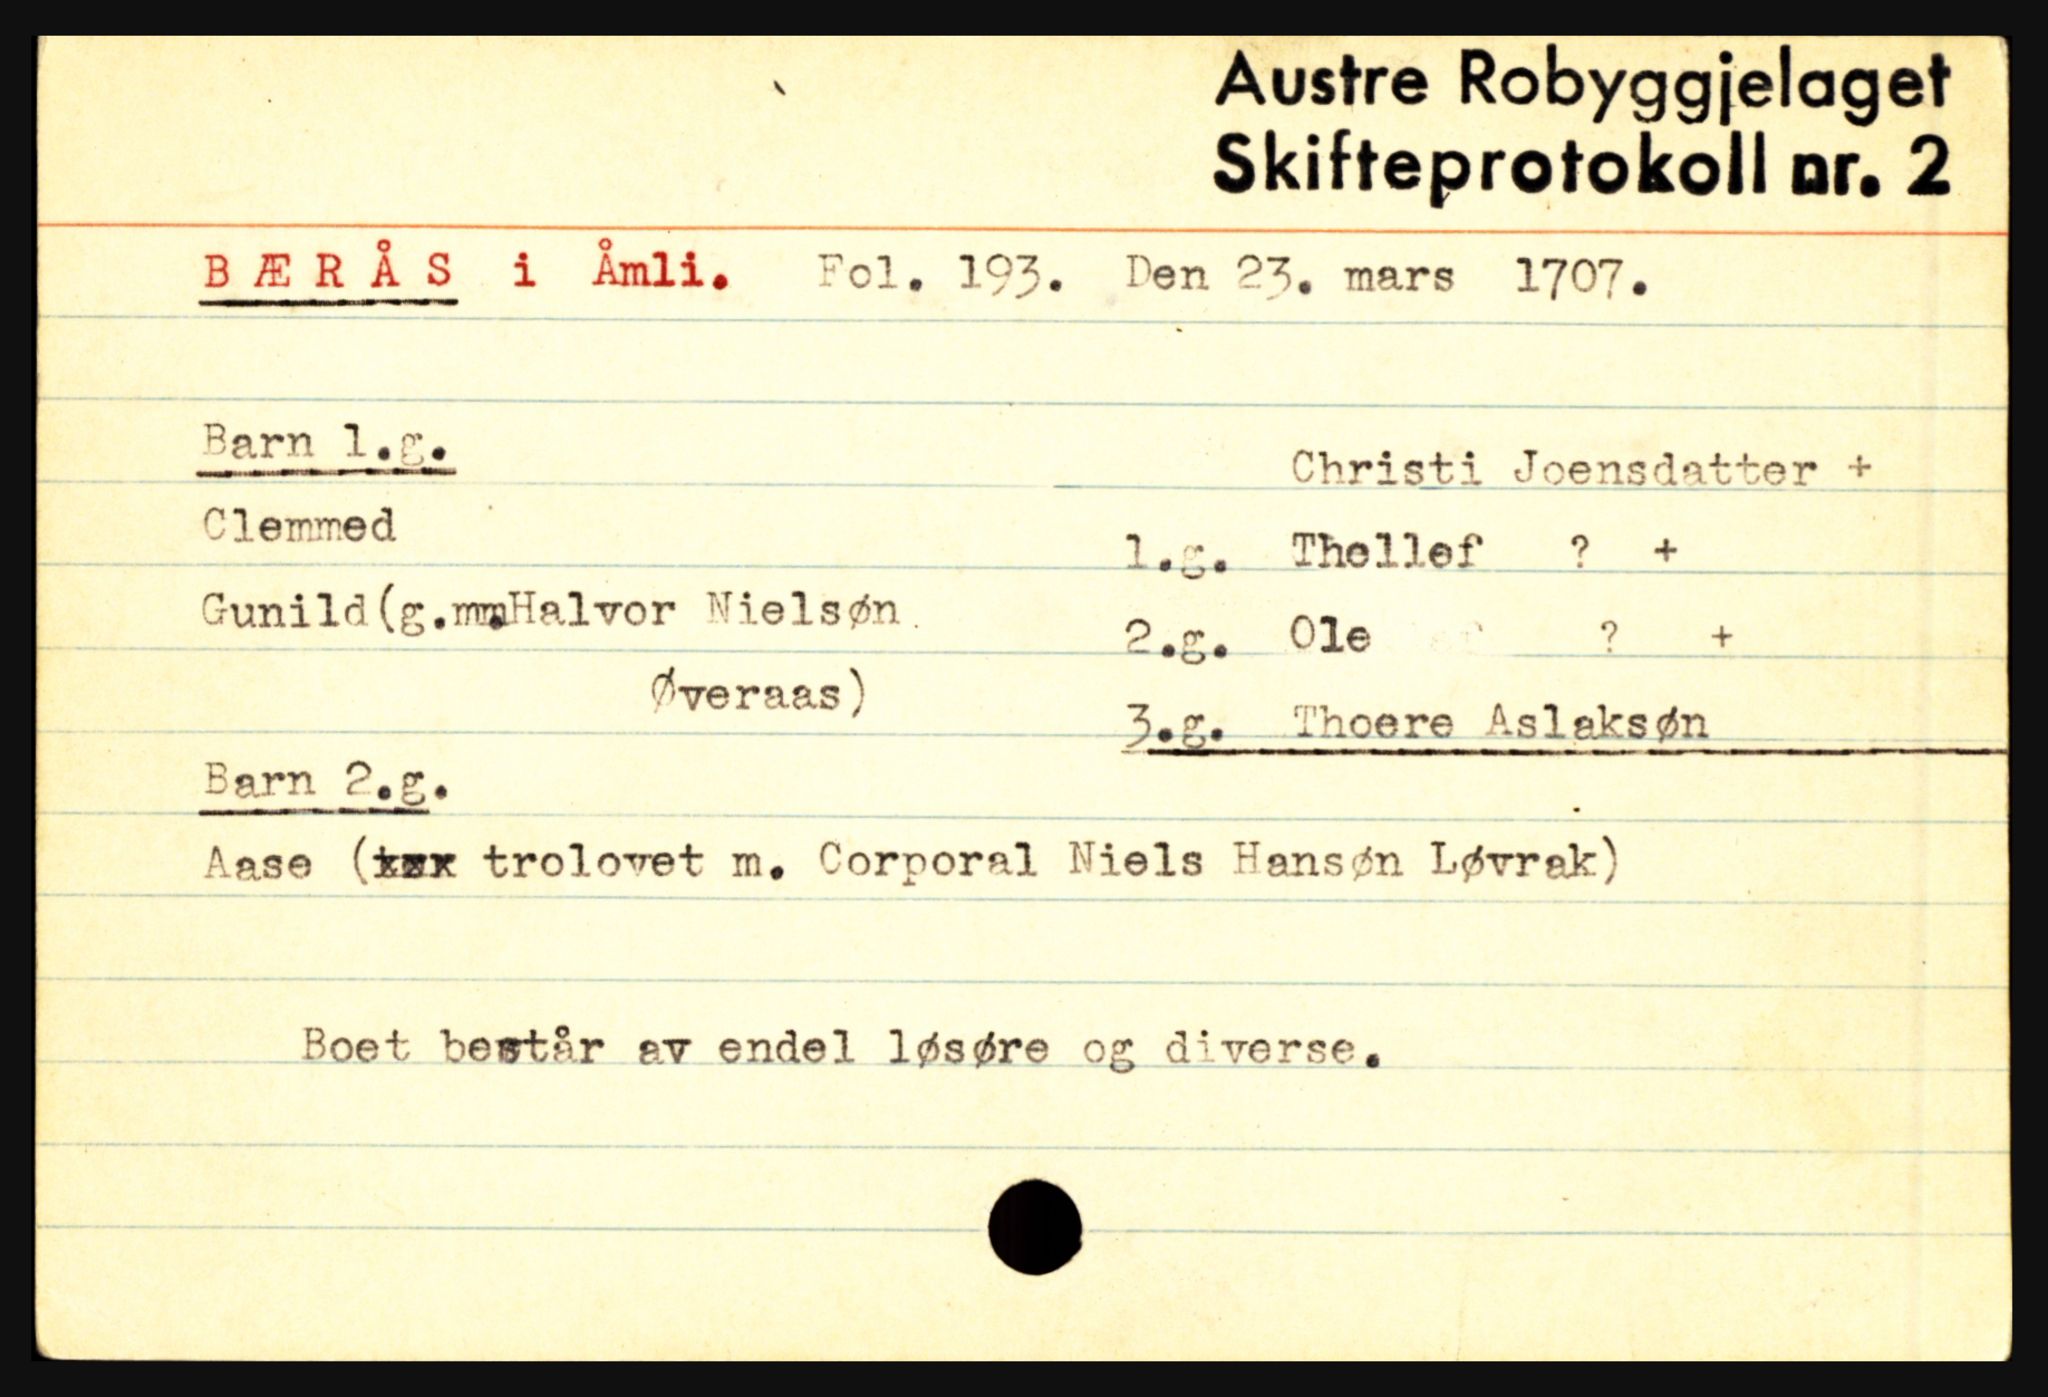 Austre Robyggjelaget
Skifteprotokoll nr. 2
BÆRÅS i Åmli. Fol. 193. Den 23. mars 1707.
Barn 1.g.
Clemmed
Gunild(g.mm.Halvor Nielsøn
Øveraas)
Barn 2.g.
Christi Joensdatter +
1.g. Thellef ? +
2.g. Ole ? +
3.g. Thoere Aslaksøn
Aase ( trolovet m. Corporal Niels Hansøn Løvrak)
Boet består av endel løsøre og diverse.